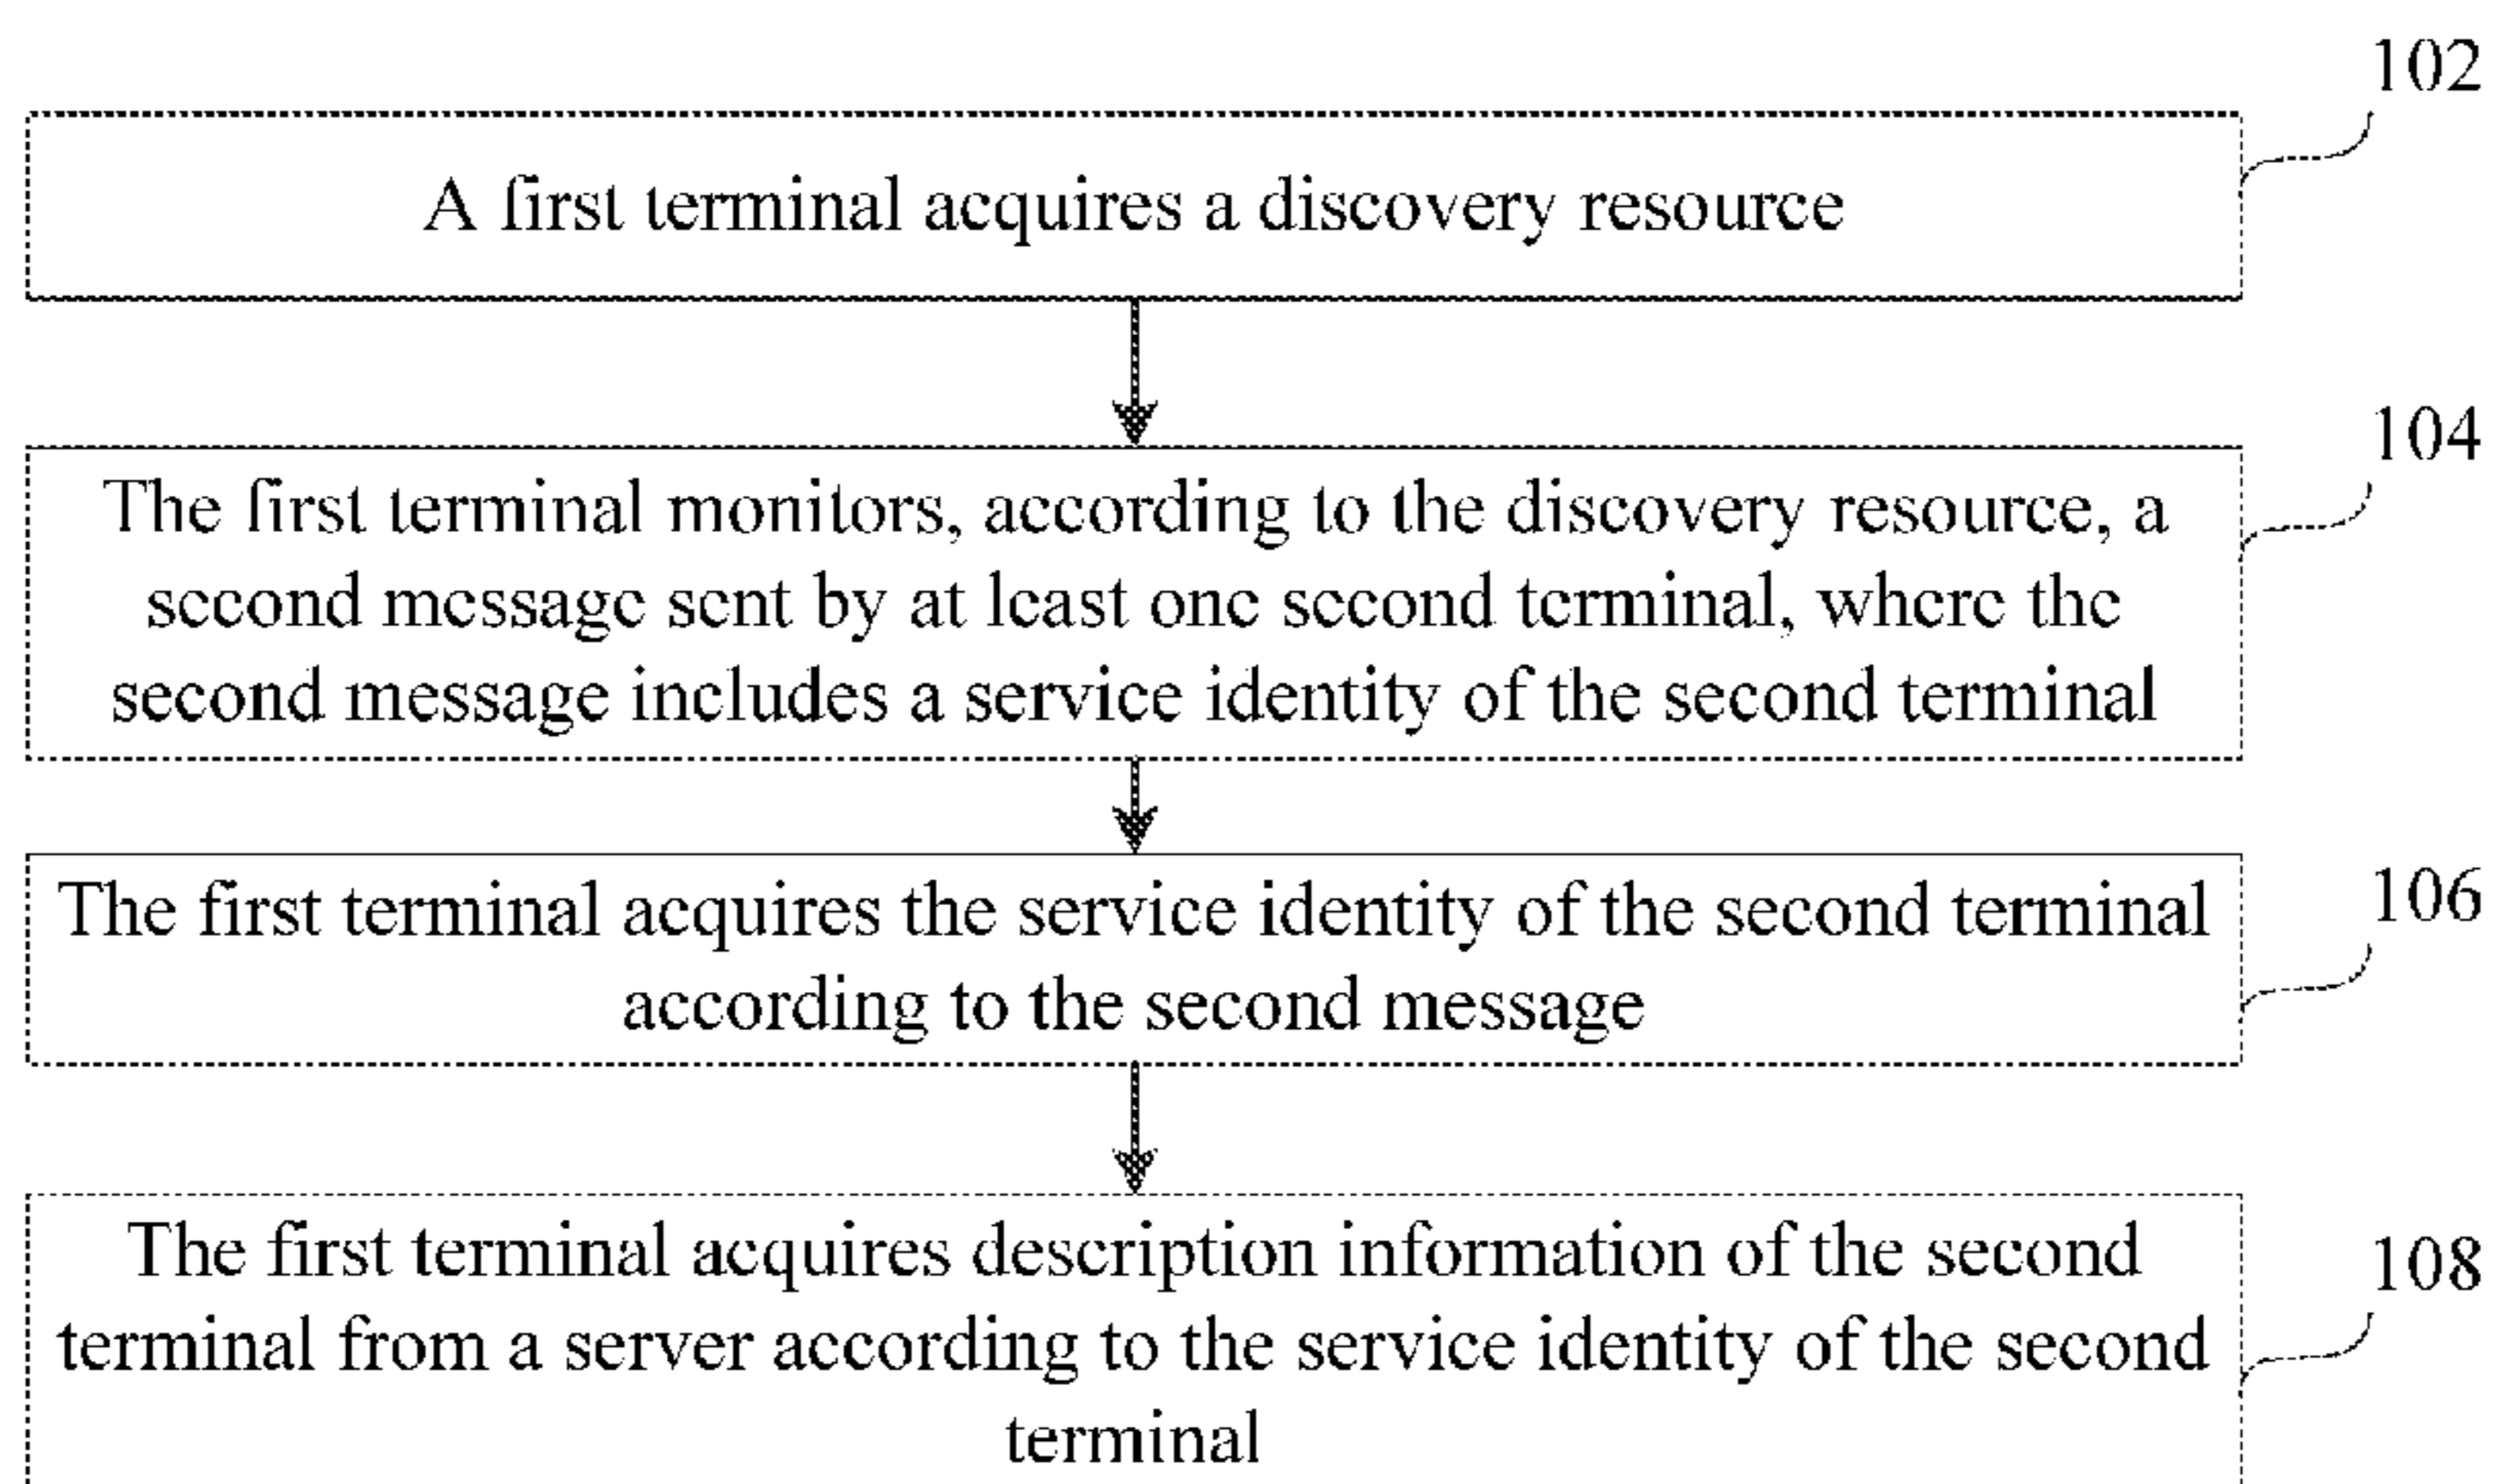 102
A first terminal acquires a discovery resource
104
The first terminal monitors, according to the discovery resource, a
second message sent by at least one second terminal, where the
second message includes a service identity of the second terminal
106
The first terminal acquires the service identity of the second terminal
according to the second message
108
The first terminal acquires description information of the second
terminal from a server according to the service identity of the second
terminal